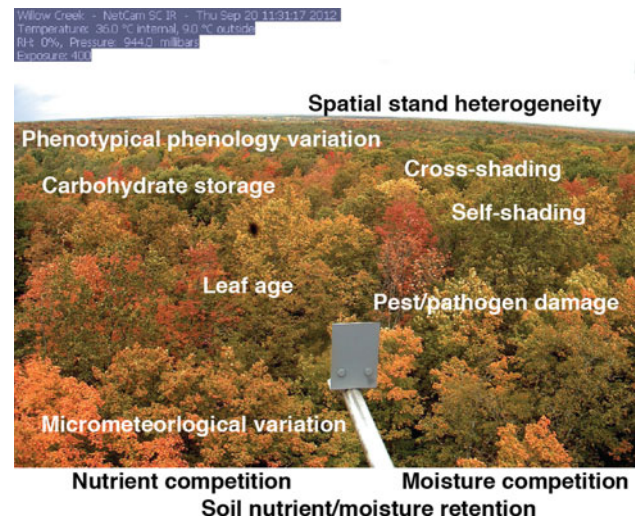 Willow Creek - NetCam SC IR - Thu Sep 20 11:31:17 2012
Temperature: 36.0 °C internal, 9.0 °C outside
RH: 0%, Pressure: 944.0 millibars
Exposure: 400
Spatial stand heterogeneity
Phenotypical phenology variation
Cross-shading
Carbohydrate storage
Self-shading
Leaf age
Pest/pathogen damage
Micrometeorlogical variation
Nutrient competition
Moisture competition
Soil nutrient/moisture retention